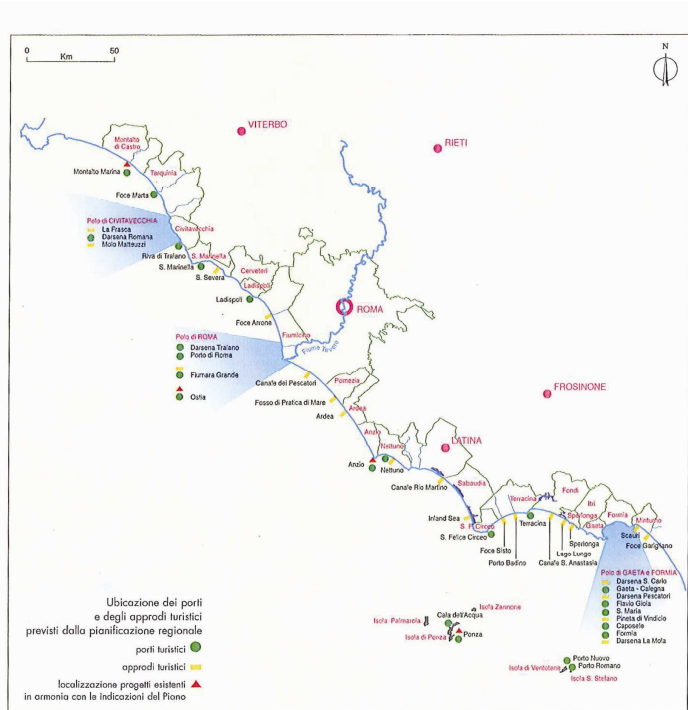 0 50
Km
N
VITERBO
RIETI
Montalto
di Castro
Montalto Marina
Tarquinia
Foce Marta
Polo di CIVITAVECCHIA
La Frasca
Darsena Romana
Molo Matteuzzi
Civitavecchia
Riva di Traiano
S. Marinella
S. Marinella
S. Severa
Cerveteri
Ladispoli
Ladispoli
Foce Arrone
ROMA
Fiumicino
Fiume Tevere
Polo di ROMA
Darsena Traiano
Porto di Roma
Fiumara Grande
Ostia
Canale dei Pescatori
Pomezia
Fosso di Pratica di Mare
Ardea
Ardea
FROSINONE
Anzio
Nettuno
LATINA
Anzio
Nettuno
Canale Rio Martino
Sabaudia
Fondi
Terracina
Itri
Inland Sea
S. F. Circeo
Sperlonga
Formia
Minturno
Gaeta
S. Felice Circeo
Terracina
Scauri
Foce Sisto
Sperlonga
Foce Garigliano
Porto Badino
Lago Lungo
Canale S. Anastasia
Polo di GAETA e FORMIA
Darsena S. Carlo
Gaeta - Calegna
Darsena Pescatori
Flavio Gioia
S. Maria
Pineta di Vindicio
Caposele
Formia
Darsena La Mola
Ubicazione dei porti
e degli approdi turistici
previsti dalla pianificazione regionale
porti turistici
approdi turistici
localizzazione progetti esistenti
in armonia con le indicazioni del Piono
Isola Zannone
Cala dell'Acqua
Isola Palmarola
Isola di Ponza
Ponza
Porto Nuovo
Isola di Ventotene
Porto Romano
Isola S. Stefano